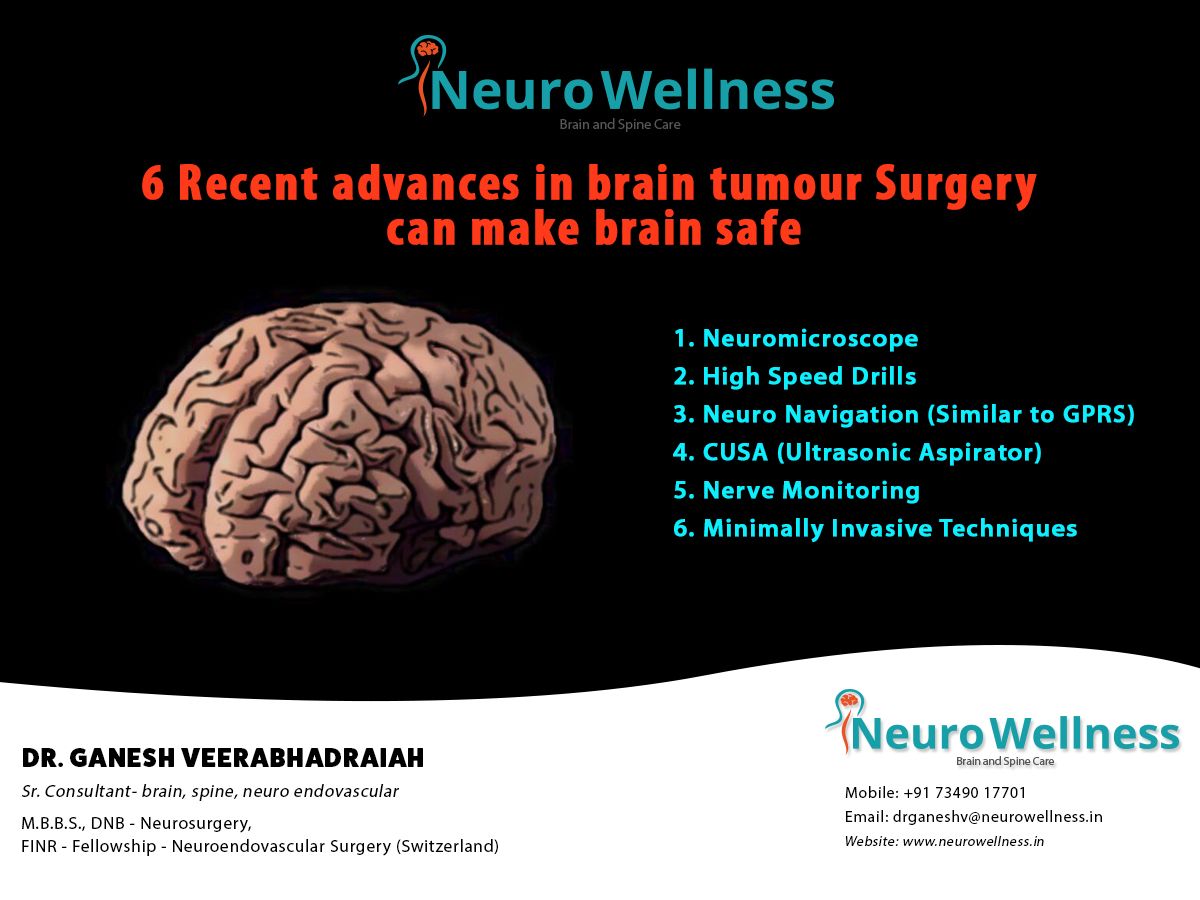 Neuro Wellness
Brain and Spine Care
6 Recent advances in brain tumour Surgery
can make brain safe
1. Neuromicroscope
2. High Speed Drills
3. Neuro Navigation (Similar to GPRS)
4. CUSA (Ultrasonic Aspirator)
5. Nerve Monitoring
6. Minimally Invasive Techniques
DR. GANESH VEERABHADRAIAH
Sr. Consultant- brain, spine, neuro endovascular
M.B.B.S., DNB - Neurosurgery,
FINR - Fellowship - Neuroendovascular Surgery (Switzerland)
Neuro Wellness
Brain and Spine Care
Mobile: +91 73490 17701
Email: drganeshv@neurowellness.in
Website: www.neurowellness.in